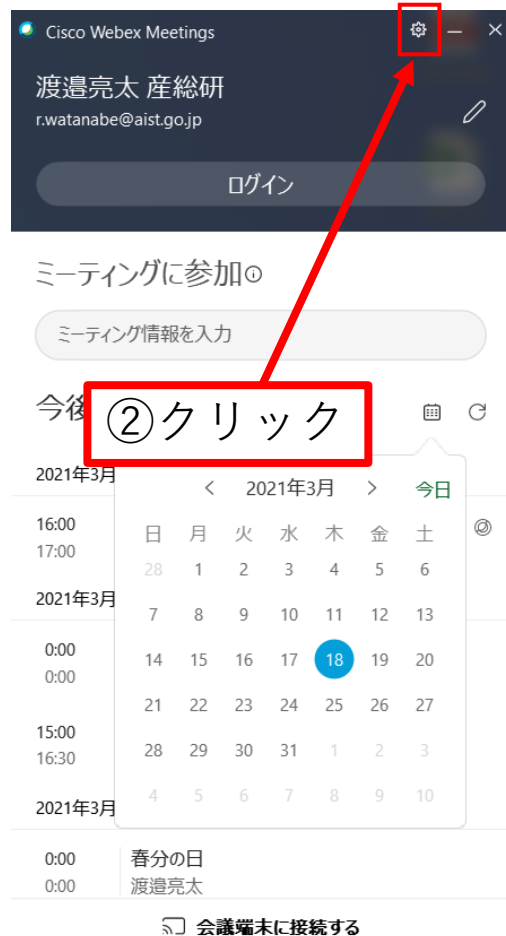 Cisco Webex Meetings
渡邉亮太 産総研
r.watanabe@aist.go.jp
ログイン
ミーティングに参加
ミーティング情報を入力
今後
②クリック
2021年3月
2021年3月 今日
16:00
17:00
日 月 火 水 木 金 土
28 1 2 3 4 5 6
2021年3月
7 8 9 10 11 12 13
0:00
0:00
14 15 16 17 18 19 20
21 22 23 24 25 26 27
15:00
16:30
28 29 30 31 1 2 3
2021年3月
4 5 6 7 8 9 10
0:00 春分の日
0:00 渡邉亮太
会議端末に接続する